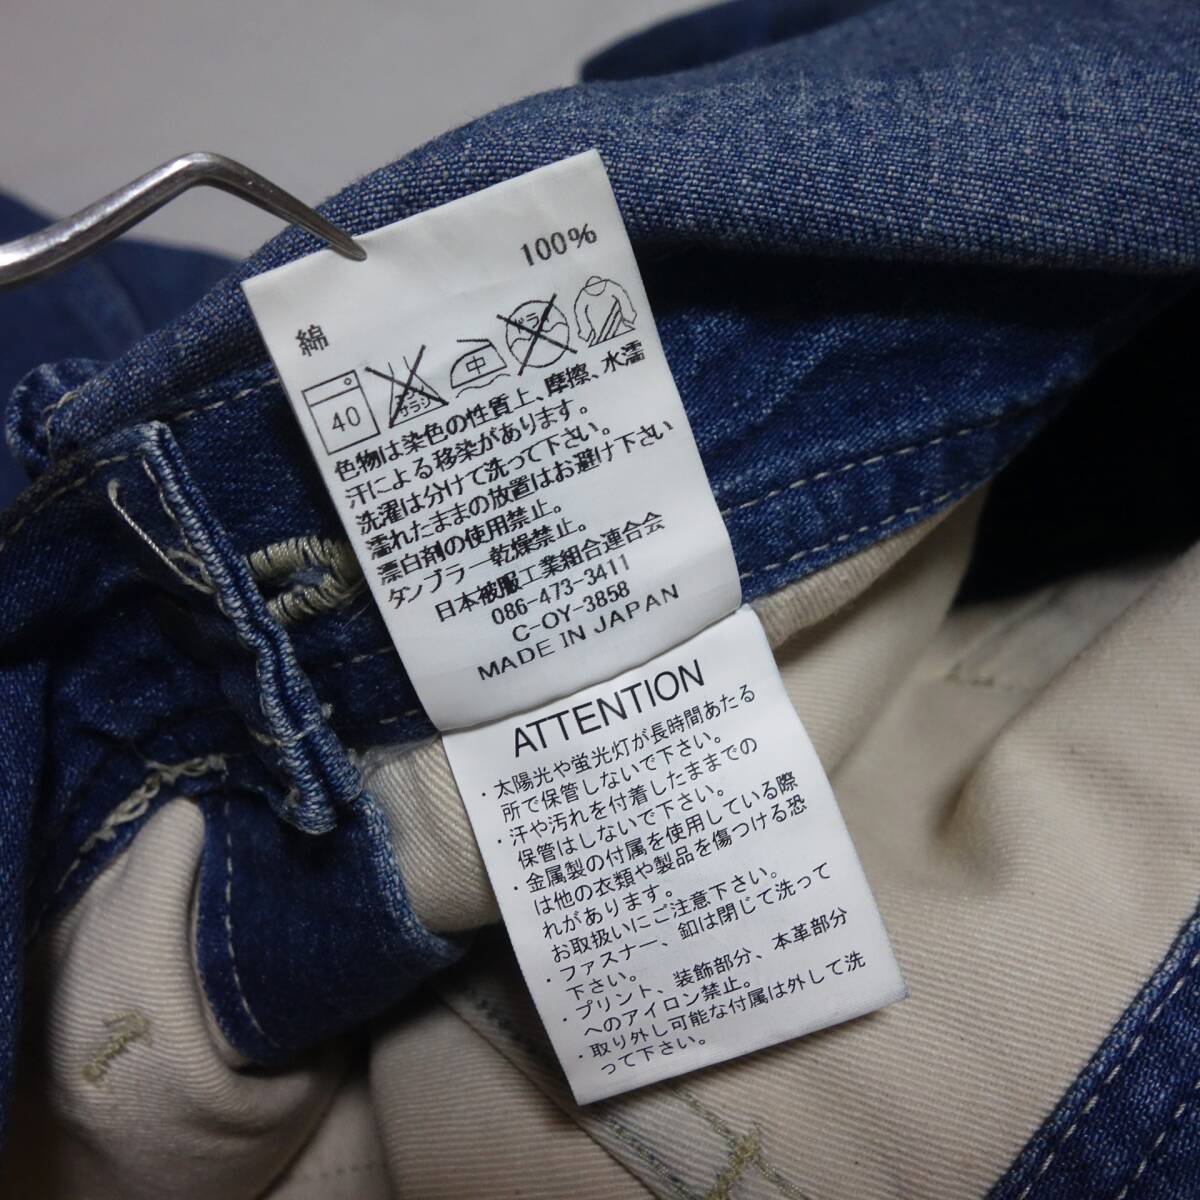 綿 100%
40 エンソサラシ 中 ドライ
色物は染色の性質上、摩擦、水濡
汗による移染があります。
洗濯は分けて洗って下さい。
濡れたままの放置はお避け下さい
漂白剤の使用禁止。
タンブラー乾燥禁止。
日本被服工業組合連合会
086-473-3411
C-OY-3858
MADE IN JAPAN
ATTENTION
・太陽光や蛍光灯が長時間あたる
所で保管しないで下さい。
・汗や汚れを付着したままでの
保管はしないで下さい。
・金属製の付属を使用している際
は他の衣類や製品を傷つける恐
れがあります。
お取扱いにご注意下さい。
・ファスナー、釦は閉じて洗って
下さい。
・プリント、装飾部分、本革部分
へのアイロン禁止。
・取り外し可能な付属は外して洗
って下さい。